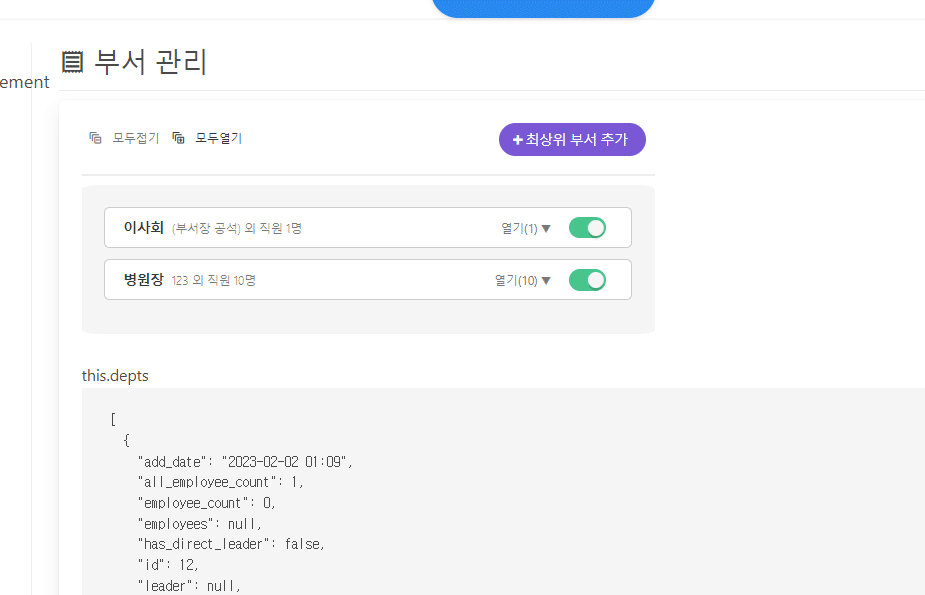 부서 관리
ement
모두접기 모두열기
+ 최상위 부서 추가
이사회 (부서장 공석) 외 직원 1명 열기(1) ▼
병원장 123 외 직원 10명 열기(10) ▼
this.depts
[
{
"add_date": "2023-02-02 01:09",
"all_employee_count": 1,
"employee_count": 0,
"employees": null,
"has_direct_leader": false,
"id": 12,
"leader": null,